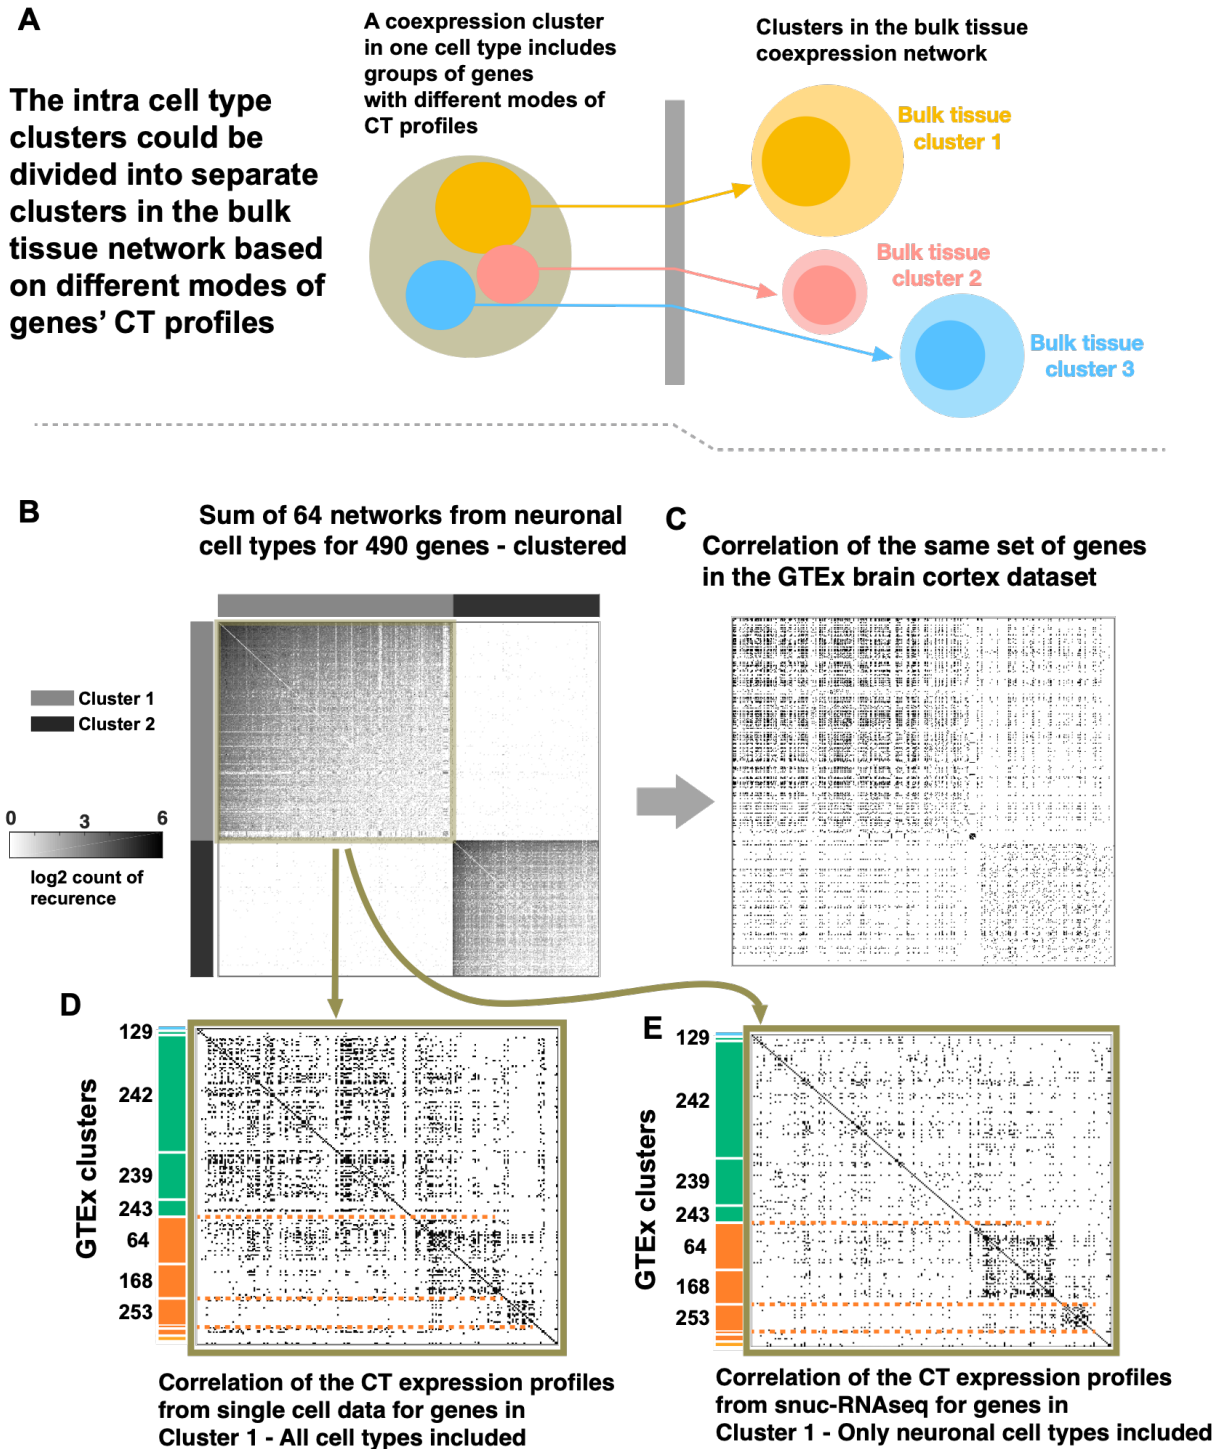 A
The intra cell type
clusters could be
divided into separate
clusters in the bulk
tissue network based
on different modes of
genes’ CT profiles
A coexpression cluster
in one cell type includes
groups of genes
with different modes of
CT profiles
Clusters in the bulk tissue
coexpression network
Bulk tissue
cluster 1
Bulk tissue
cluster 2
Bulk tissue
cluster 3
B
Sum of 64 networks from neuronal
cell types for 490 genes - clustered
Cluster 1
Cluster 2
0 3 6
log2 count of
recurence
C
Correlation of the same set of genes
in the GTEx brain cortex dataset
D
GTEx clusters
129
242
239
243
64
168
253
Correlation of the CT expression profiles
from single cell data for genes in
Cluster 1 - All cell types included
E
GTEx clusters
129
242
239
243
64
168
253
Correlation of the CT expression profiles
from snuc-RNAseq for genes in
Cluster 1 - Only neuronal cell types included